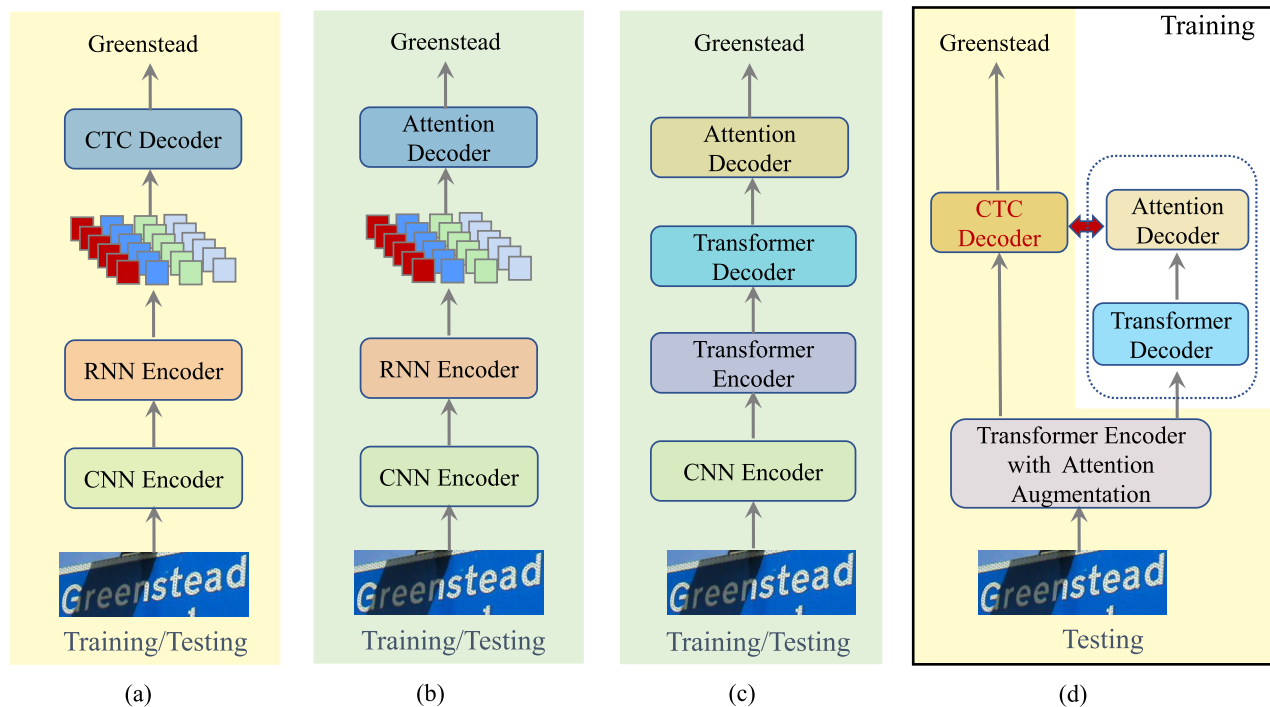 Greenstead
CTC Decoder
RNN Encoder
CNN Encoder
Greenstead
Training/Testing
(a)
Greenstead
Attention
Decoder
RNN Encoder
CNN Encoder
Greenstead
Training/Testing
(b)
Greenstead
Attention
Decoder
Transformer
Decoder
Transformer
Encoder
CNN Encoder
Greenstead
Training/Testing
(c)
Training
Greenstead
CTC
Decoder
Attention
Decoder
Transformer
Decoder
Transformer Encoder
with Attention
Augmentation
Greenstead
Testing
(d)